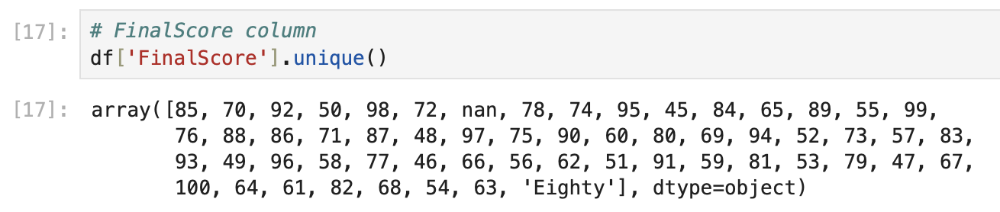 [17]: # FinalScore column
df['FinalScore'].unique()
[17]: array([85, 70, 92, 50, 98, 72, nan, 78, 74, 95, 45, 84, 65, 89, 55, 99,
76, 88, 86, 71, 87, 48, 97, 75, 90, 60, 80, 69, 94, 52, 73, 57, 83,
93, 49, 96, 58, 77, 46, 66, 56, 62, 51, 91, 59, 81, 53, 79, 47, 67,
100, 64, 61, 82, 68, 54, 63, 'Eighty'], dtype=object)